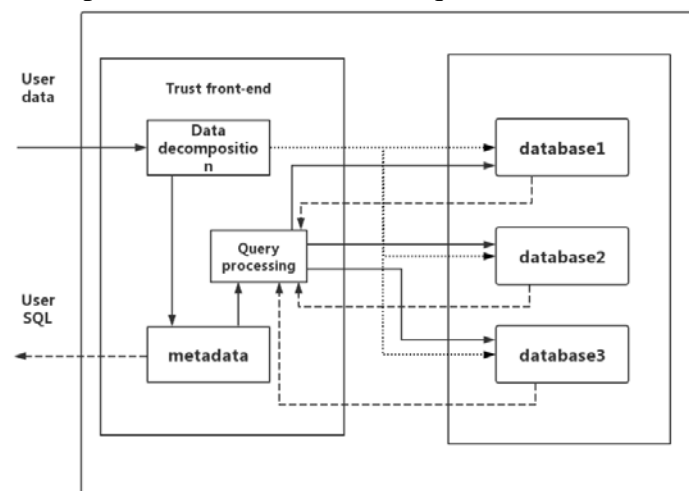 User
data
Trust front-end
Data
decompositio
n
database1
Query
processing
database2
User
SQL
metadata
database3